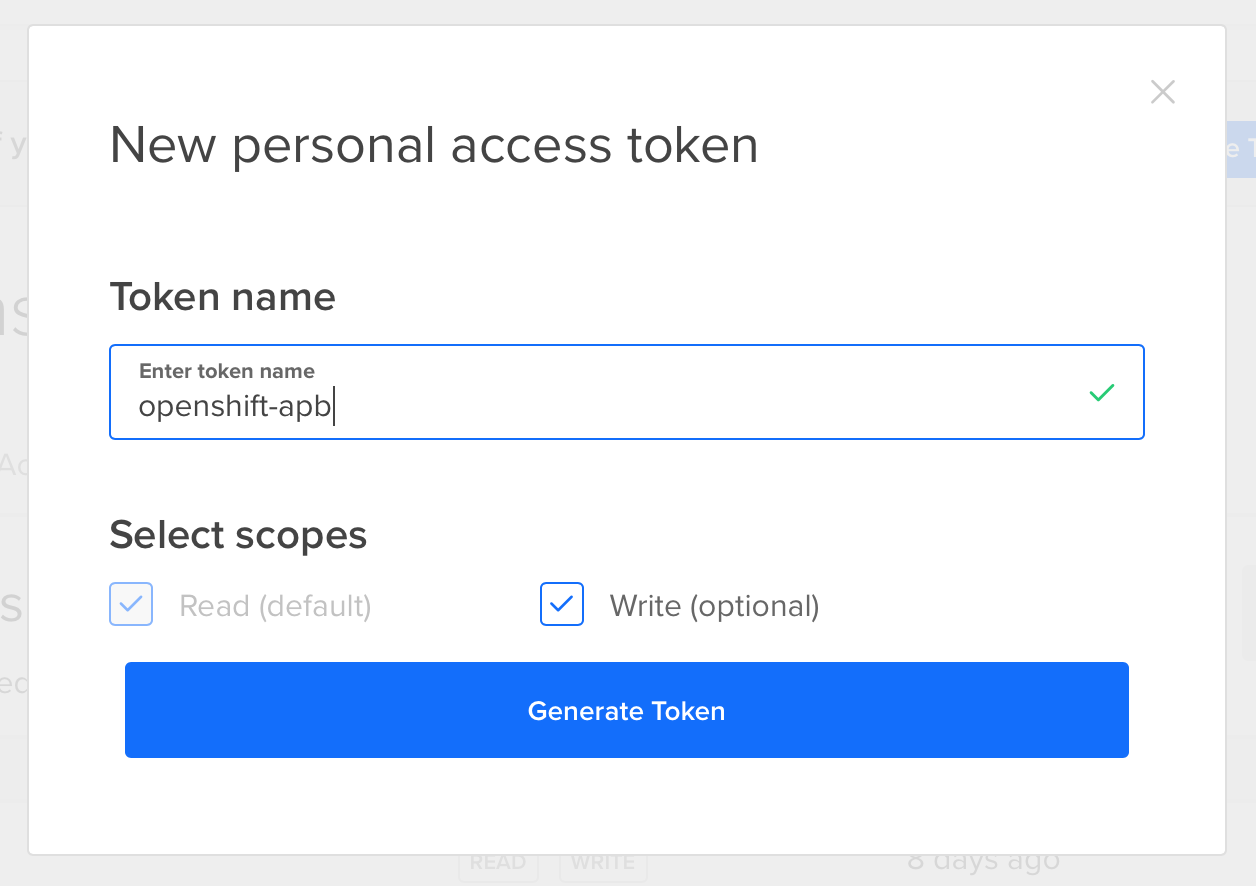 New personal access token
Token name
Enter token name
openshift-apb
Select scopes
Read (default)
Write (optional)
Generate Token
READ
WRITE
8 days ago